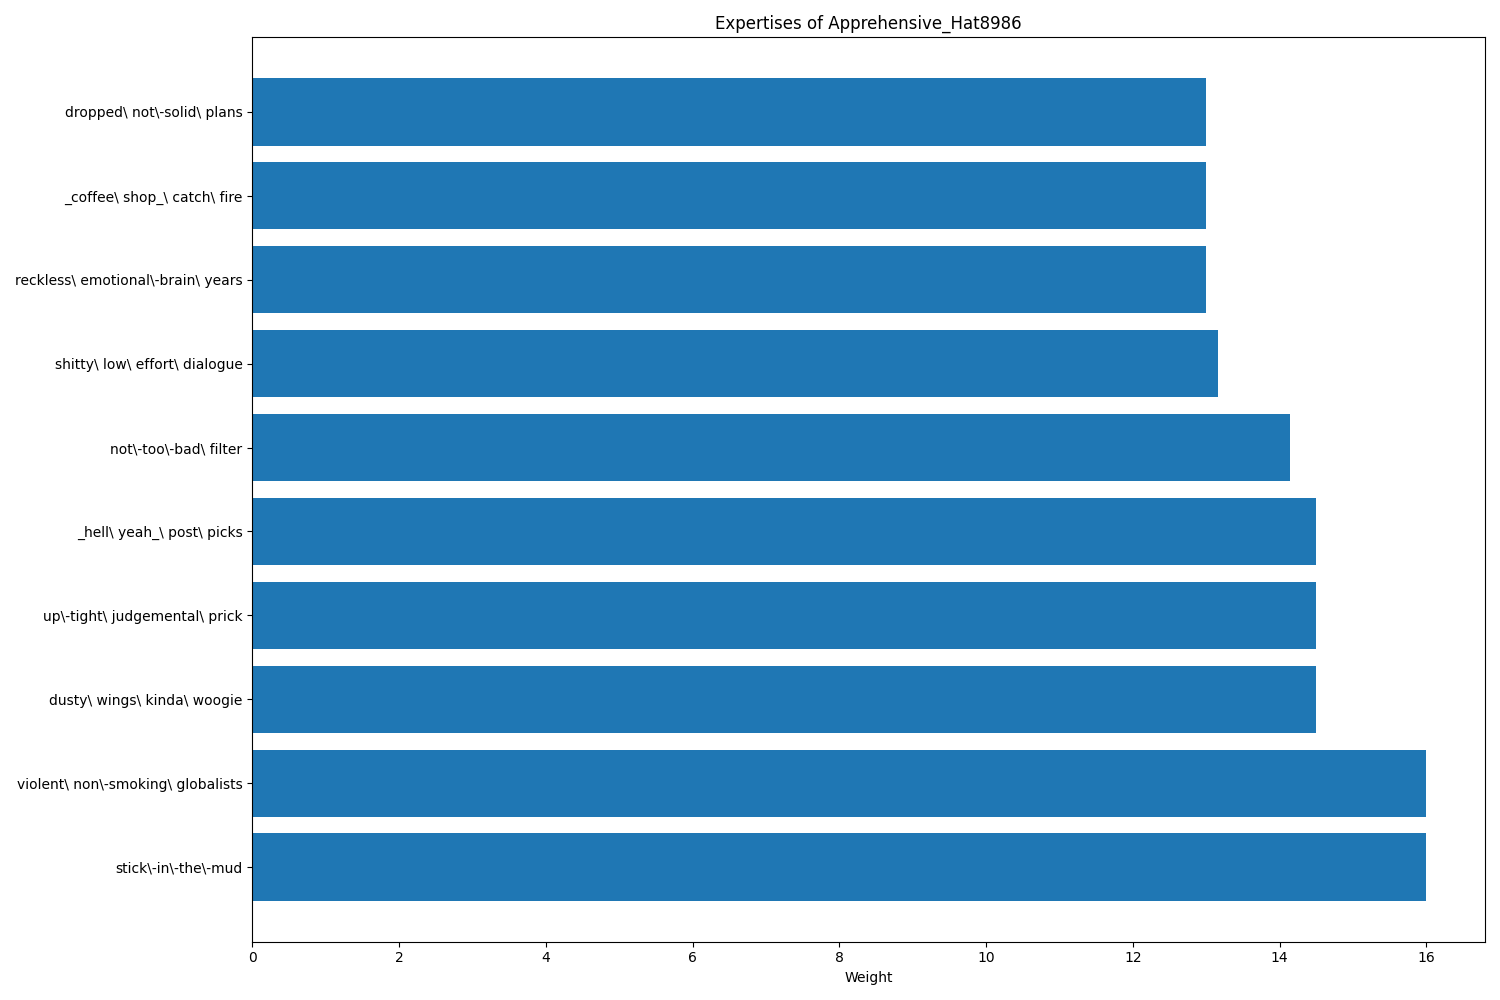 Expertises of Apprehensive_Hat8986
dropped\ not\-solid\ plans
_coffee\ shop_\ catch\ fire
reckless\ emotional\-brain\ years
shitty\ low\ effort\ dialogue
not\-too\-bad\ filter
_hell\ yeah_\ post\ picks
up\-tight\ judgemental\ prick
dusty\ wings\ kinda\ woogie
violent\ non\-smoking\ globalists
stick\-in\-the\-mud
0 2 4 6 8 10 12 14 16
Weight